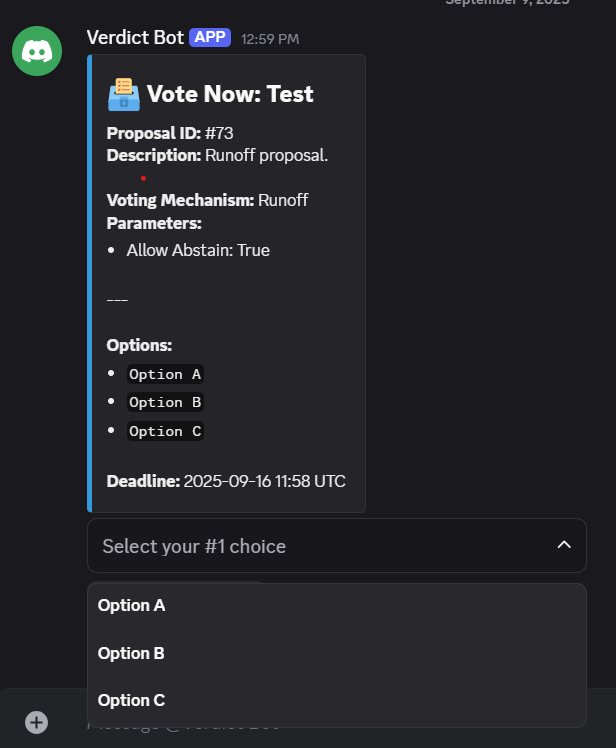 September 9, 2025
Verdict Bot APP 12:59 PM
Vote Now: Test
Proposal ID: #73
Description: Runoff proposal.
Voting Mechanism: Runoff
Parameters:
• Allow Abstain: True
---
Options:
• Option A
• Option B
• Option C
Deadline: 2025-09-16 11:58 UTC
Select your #1 choice
Option A
Option B
Option C
Message @Verdict Bot